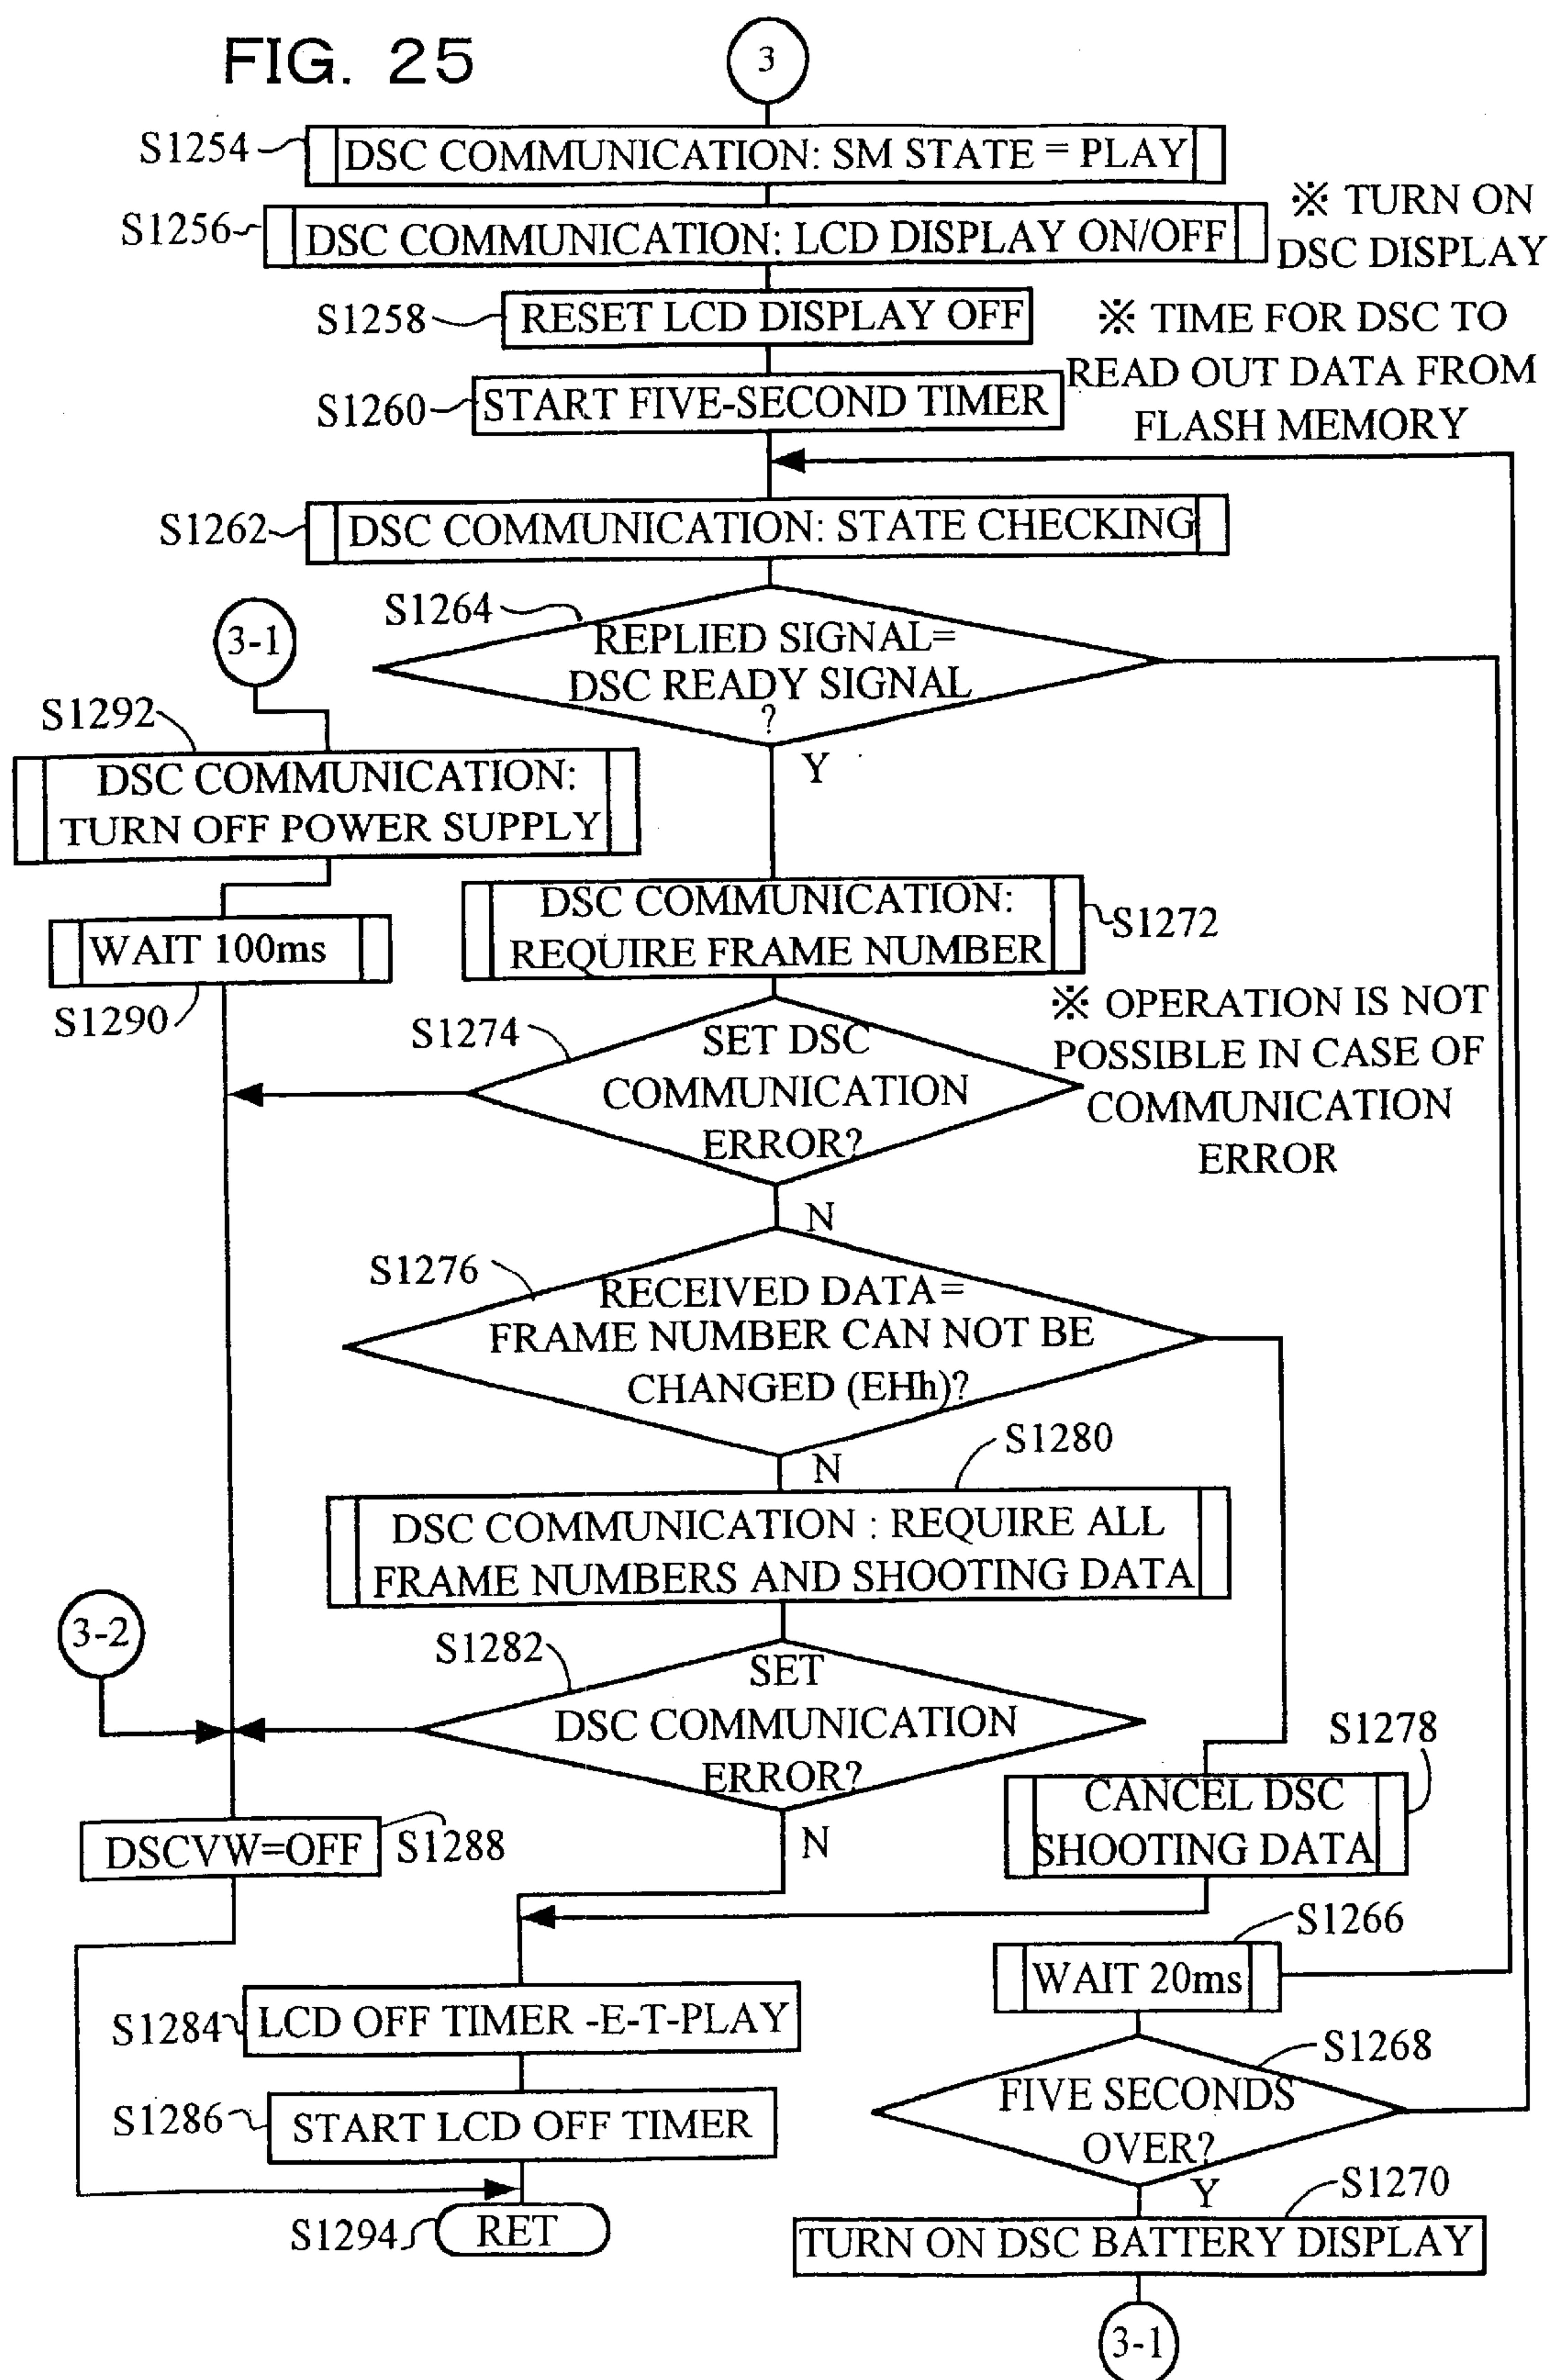 FIG. 25
3
S1254
DSC COMMUNICATION: SM STATE = PLAY
S1256
DSC COMMUNICATION: LCD DISPLAY ON/OFF
※ TURN ON
DSC DISPLAY
S1258
RESET LCD DISPLAY OFF
※ TIME FOR DSC TO
READ OUT DATA FROM
FLASH MEMORY
S1260
START FIVE-SECOND TIMER
S1262
DSC COMMUNICATION: STATE CHECKING
S1264
REPLIED SIGNAL=
DSC READY SIGNAL
?
Y
3-1
S1292
DSC COMMUNICATION:
TURN OFF POWER SUPPLY
WAIT 100ms
S1290
DSC COMMUNICATION:
REQUIRE FRAME NUMBER
S1272
S1274
SET DSC
COMMUNICATION
ERROR?
※ OPERATION IS NOT
POSSIBLE IN CASE OF
COMMUNICATION
ERROR
N
S1276
RECEIVED DATA=
FRAME NUMBER CAN NOT BE
CHANGED (EHh)?
N
S1280
DSC COMMUNICATION : REQUIRE ALL
FRAME NUMBERS AND SHOOTING DATA
3-2
S1282
SET
DSC COMMUNICATION
ERROR?
N
S1278
CANCEL DSC
SHOOTING DATA
DSCVW=OFF
S1288
S1266
WAIT 20ms
S1284
LCD OFF TIMER -E-T-PLAY
S1268
FIVE SECONDS
OVER?
Y
S1286
START LCD OFF TIMER
S1270
TURN ON DSC BATTERY DISPLAY
S1294
RET
3-1